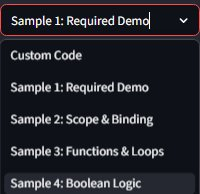 Sample 1: Required Demo
Custom Code
Sample 1: Required Demo
Sample 2: Scope & Binding
Sample 3: Functions & Loops
Sample 4: Boolean Logic